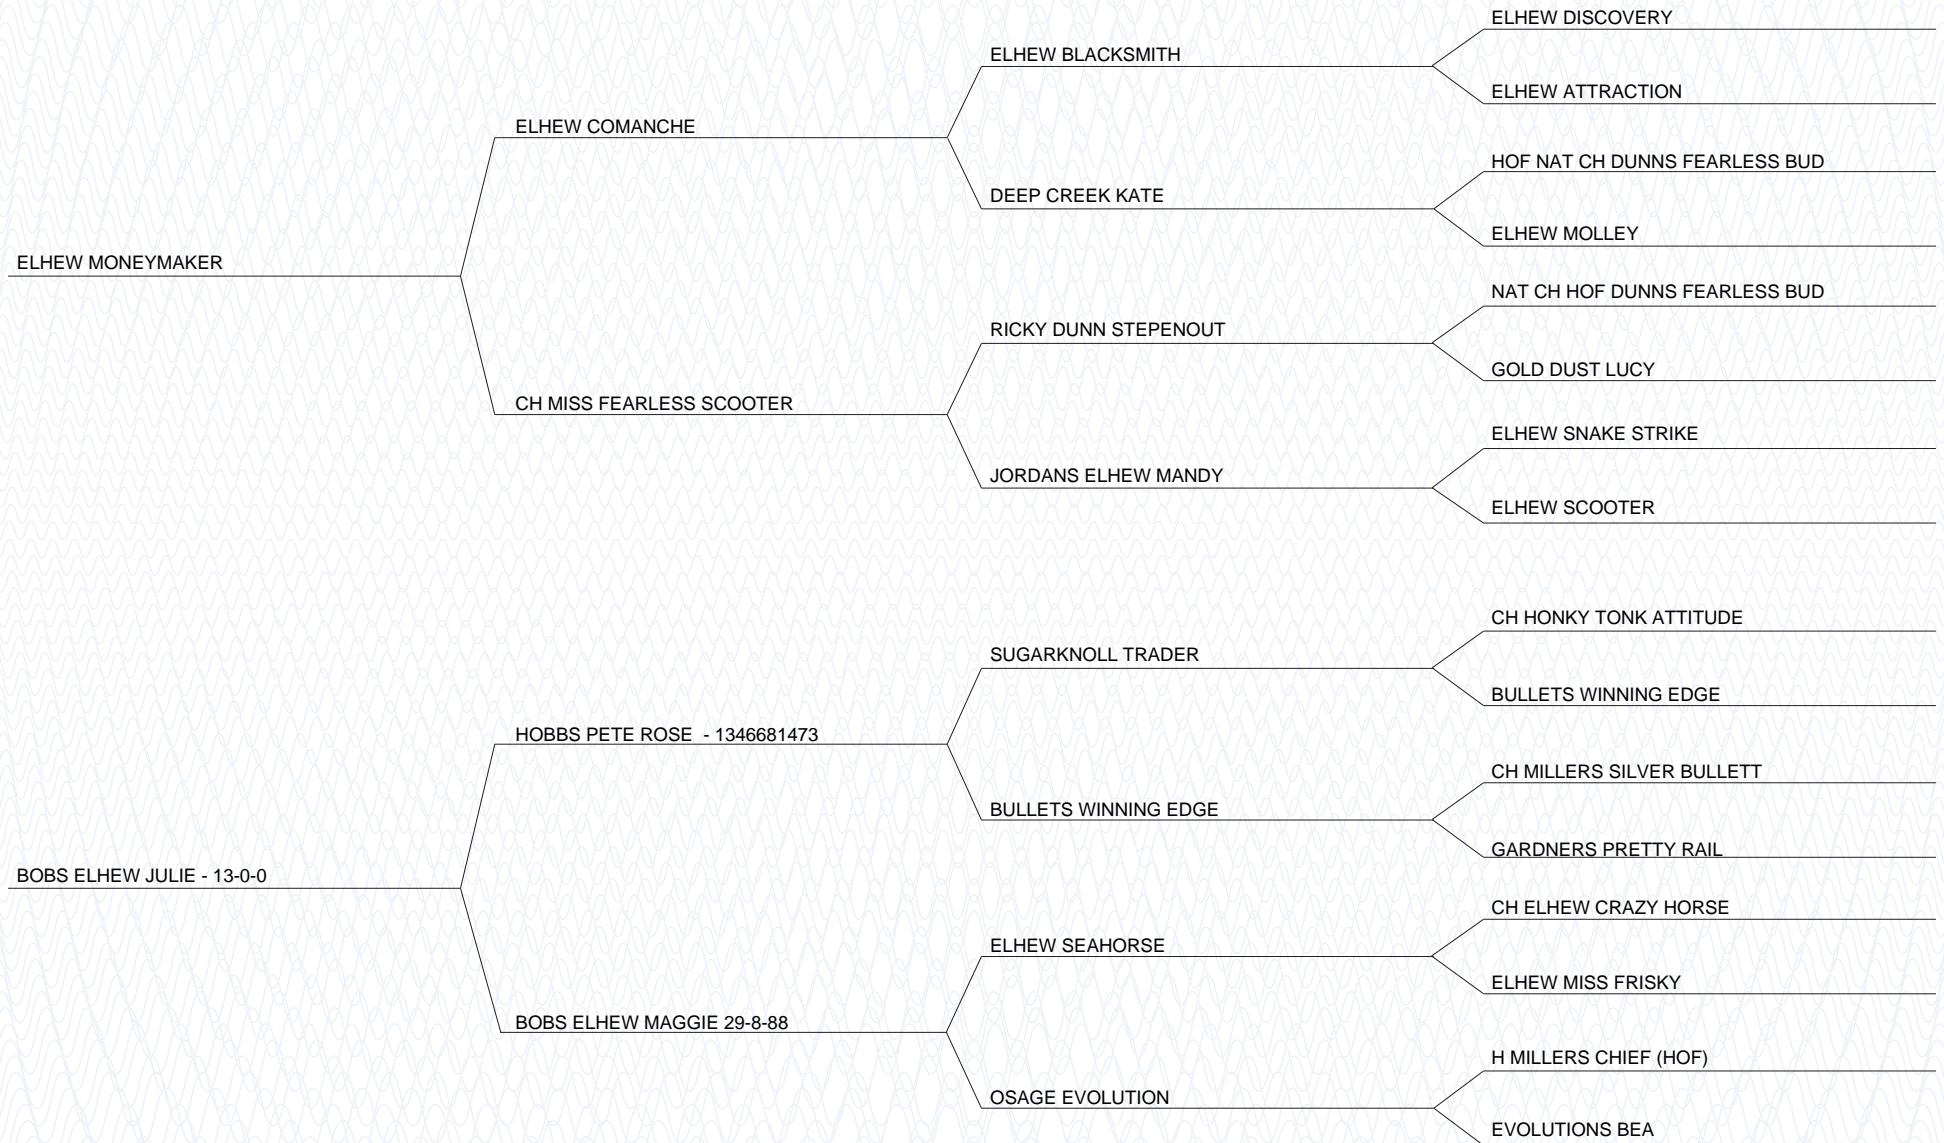 ELHEW DISCOVERY
ELHEW BLACKSMITH
ELHEW ATTRACTION
ELHEW COMANCHE
HOF NAT CH DUNNS FEARLESS BUD
DEEP CREEK KATE
ELHEW MOLLEY
ELHEW MONEYMAKER
NAT CH HOF DUNNS FEARLESS BUD
RICKY DUNN STEPENOUT
GOLD DUST LUCY
CH MISS FEARLESS SCOOTER
ELHEW SNAKE STRIKE
JORDANS ELHEW MANDY
ELHEW SCOOTER
CH HONKY TONK ATTITUDE
SUGARKNOLL TRADER
BULLETS WINNING EDGE
HOBBS PETE ROSE - 1346681473
CH MILLERS SILVER BULLETT
BULLETS WINNING EDGE
GARDNERS PRETTY RAIL
BOBS ELHEW JULIE - 13-0-0
CH ELHEW CRAZY HORSE
ELHEW SEAHORSE
ELHEW MISS FRISKY
BOBS ELHEW MAGGIE 29-8-88
H MILLERS CHIEF (HOF)
OSAGE EVOLUTION
EVOLUTIONS BEA